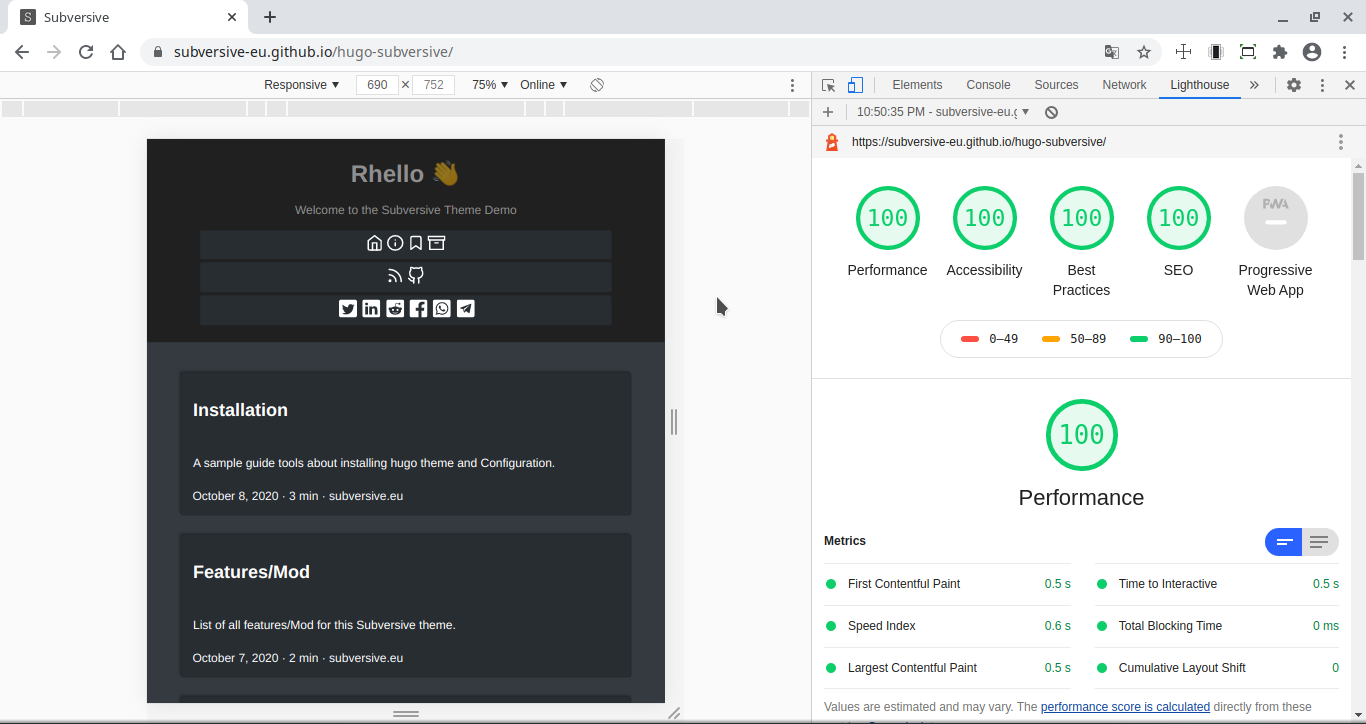 S Subversive
subversive-eu.github.io/hugo-subversive/
Responsive 690 × 752 75% Online
Elements Console Sources Network Lighthouse
10:50:35 PM - subversive-eu.g
https://subversive-eu.github.io/hugo-subversive/
Rhello 👋
Welcome to the Subversive Theme Demo
Installation
A sample guide tools about installing hugo theme and Configuration.
October 8, 2020 · 3 min · subversive.eu
Features/Mod
List of all features/Mod for this Subversive theme.
October 7, 2020 · 2 min · subversive.eu
100 100 100 100 PWA
Performance Accessibility Best Practices SEO Progressive Web App
0–49 50–89 90–100
100
Performance
Metrics
First Contentful Paint 0.5 s
Time to Interactive 0.5 s
Speed Index 0.6 s
Total Blocking Time 0 ms
Largest Contentful Paint 0.5 s
Cumulative Layout Shift 0
Values are estimated and may vary. The performance score is calculated directly from these